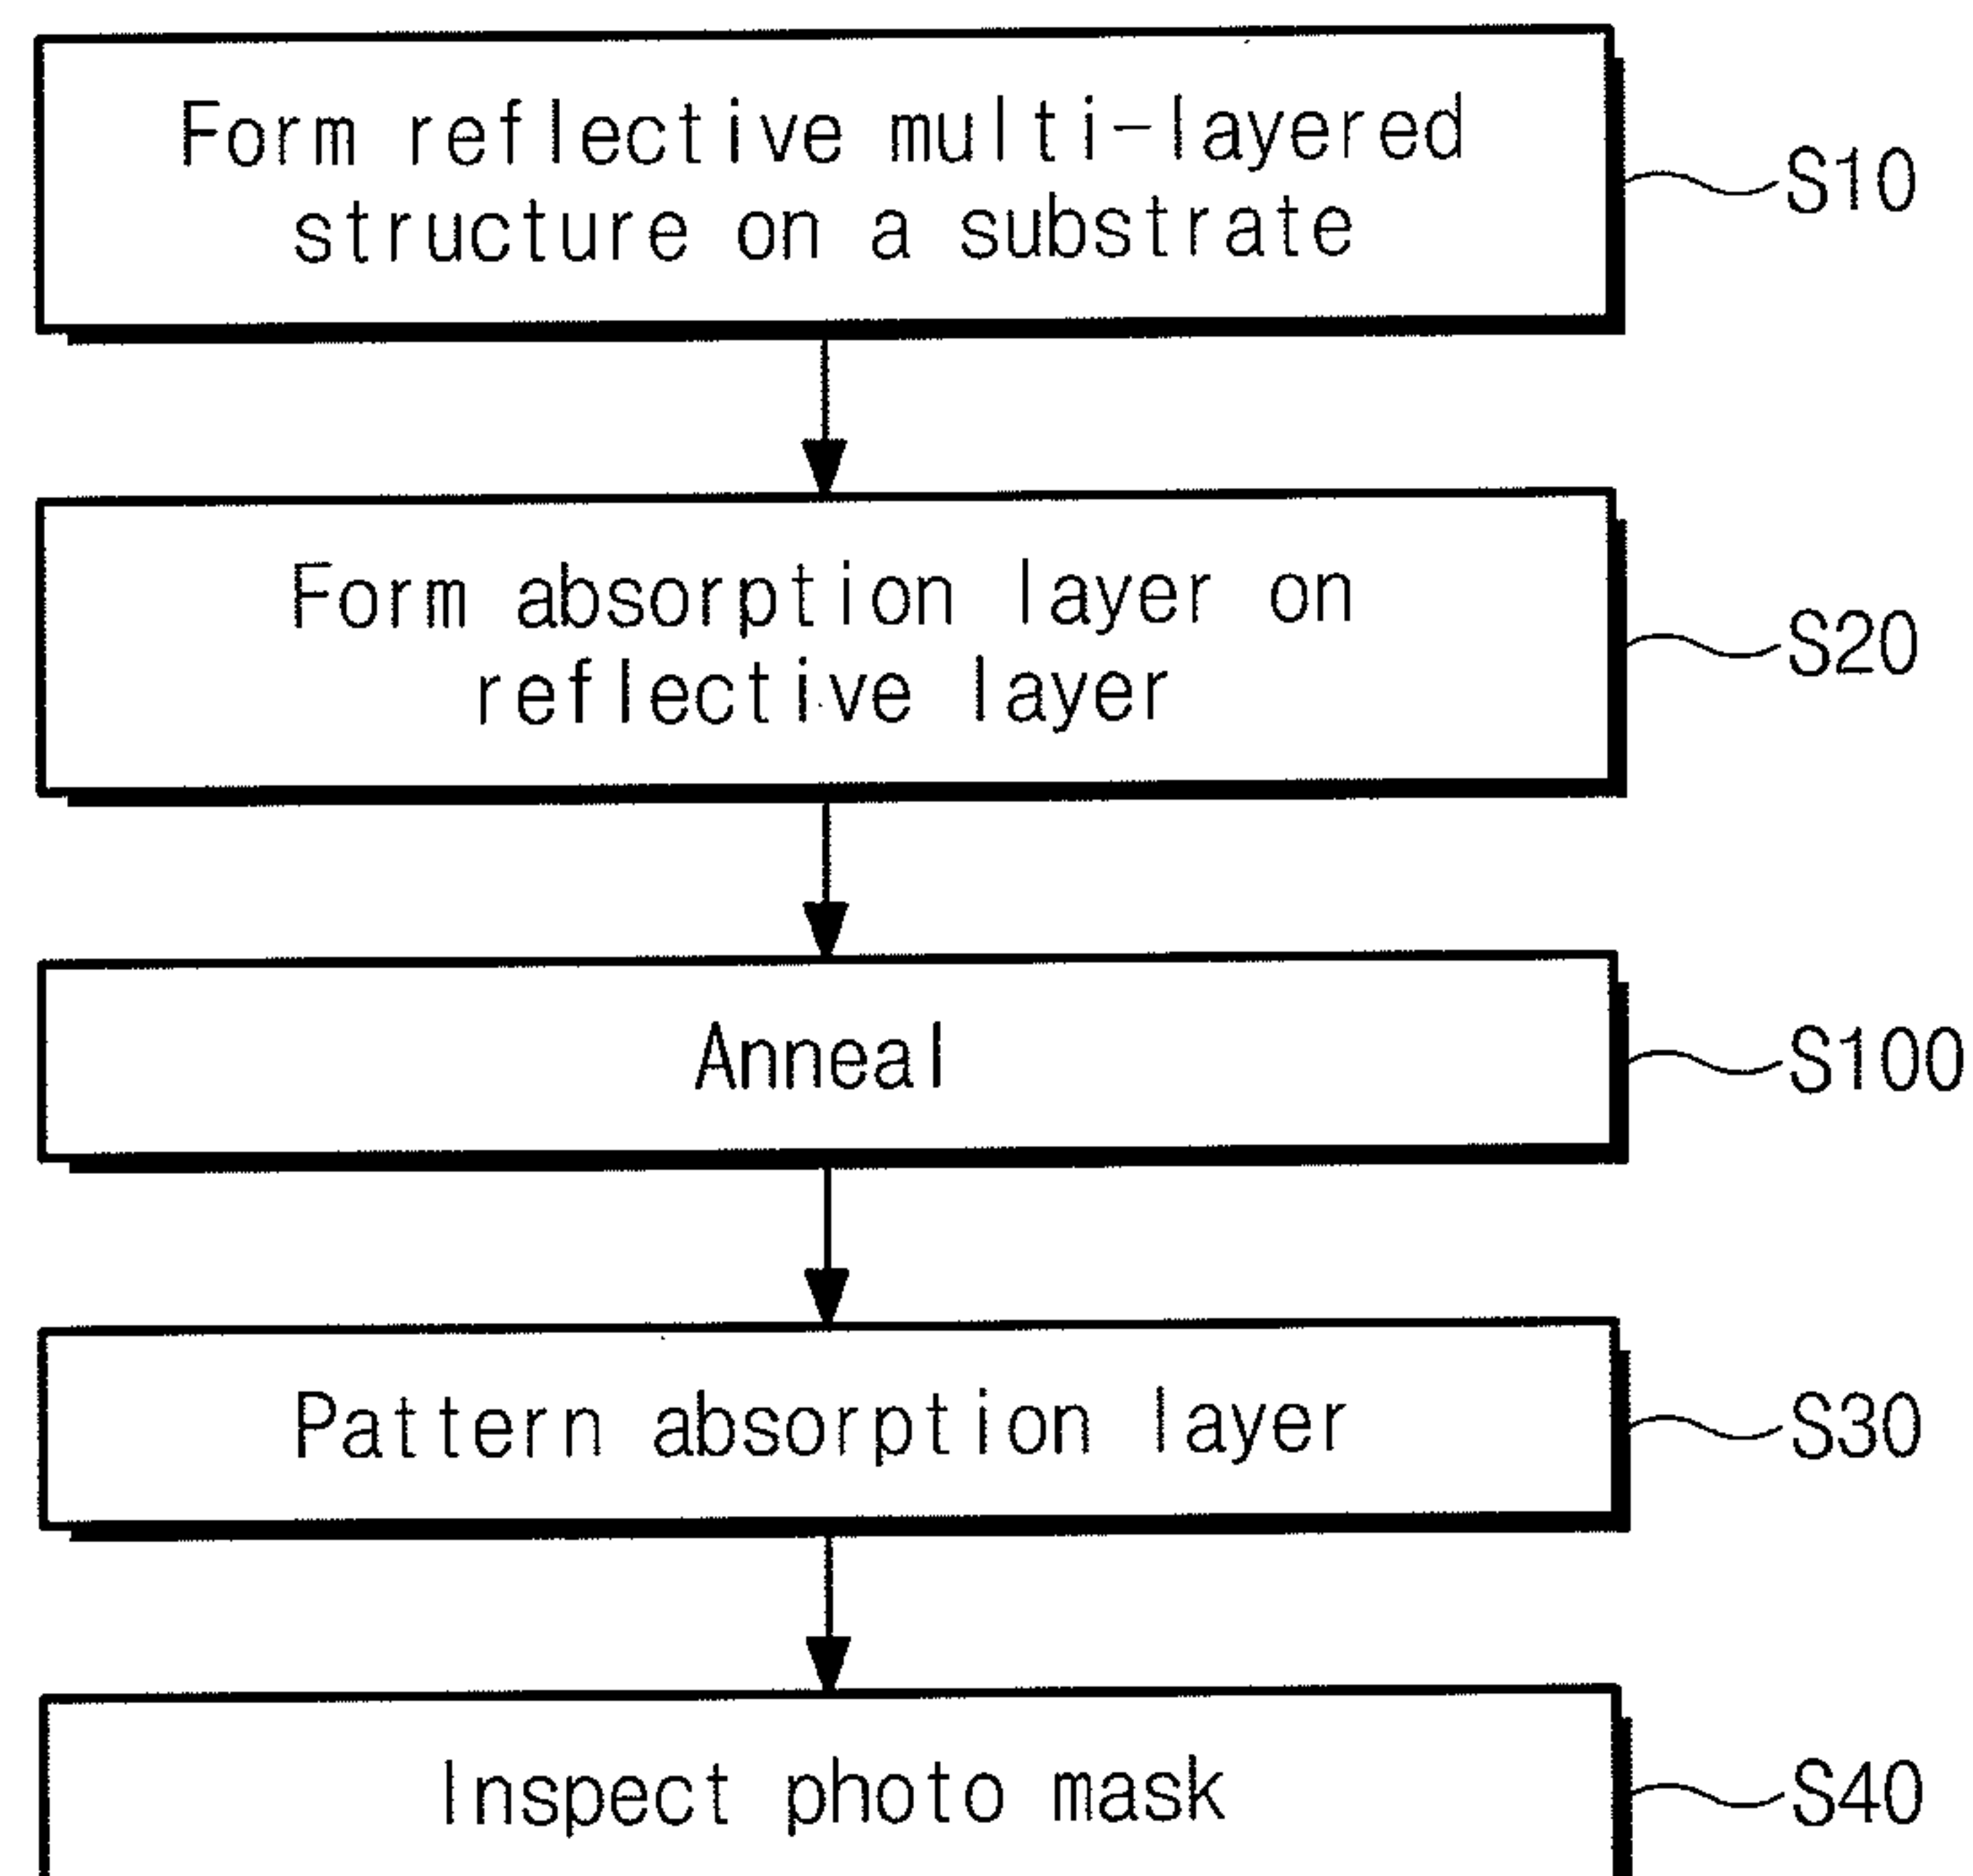 Form reflective multi-layered
structure on a substrate
S10
Form absorption layer on
reflective layer
S20
Anneal
S100
Pattern absorption layer
S30
Inspect photo mask
S40